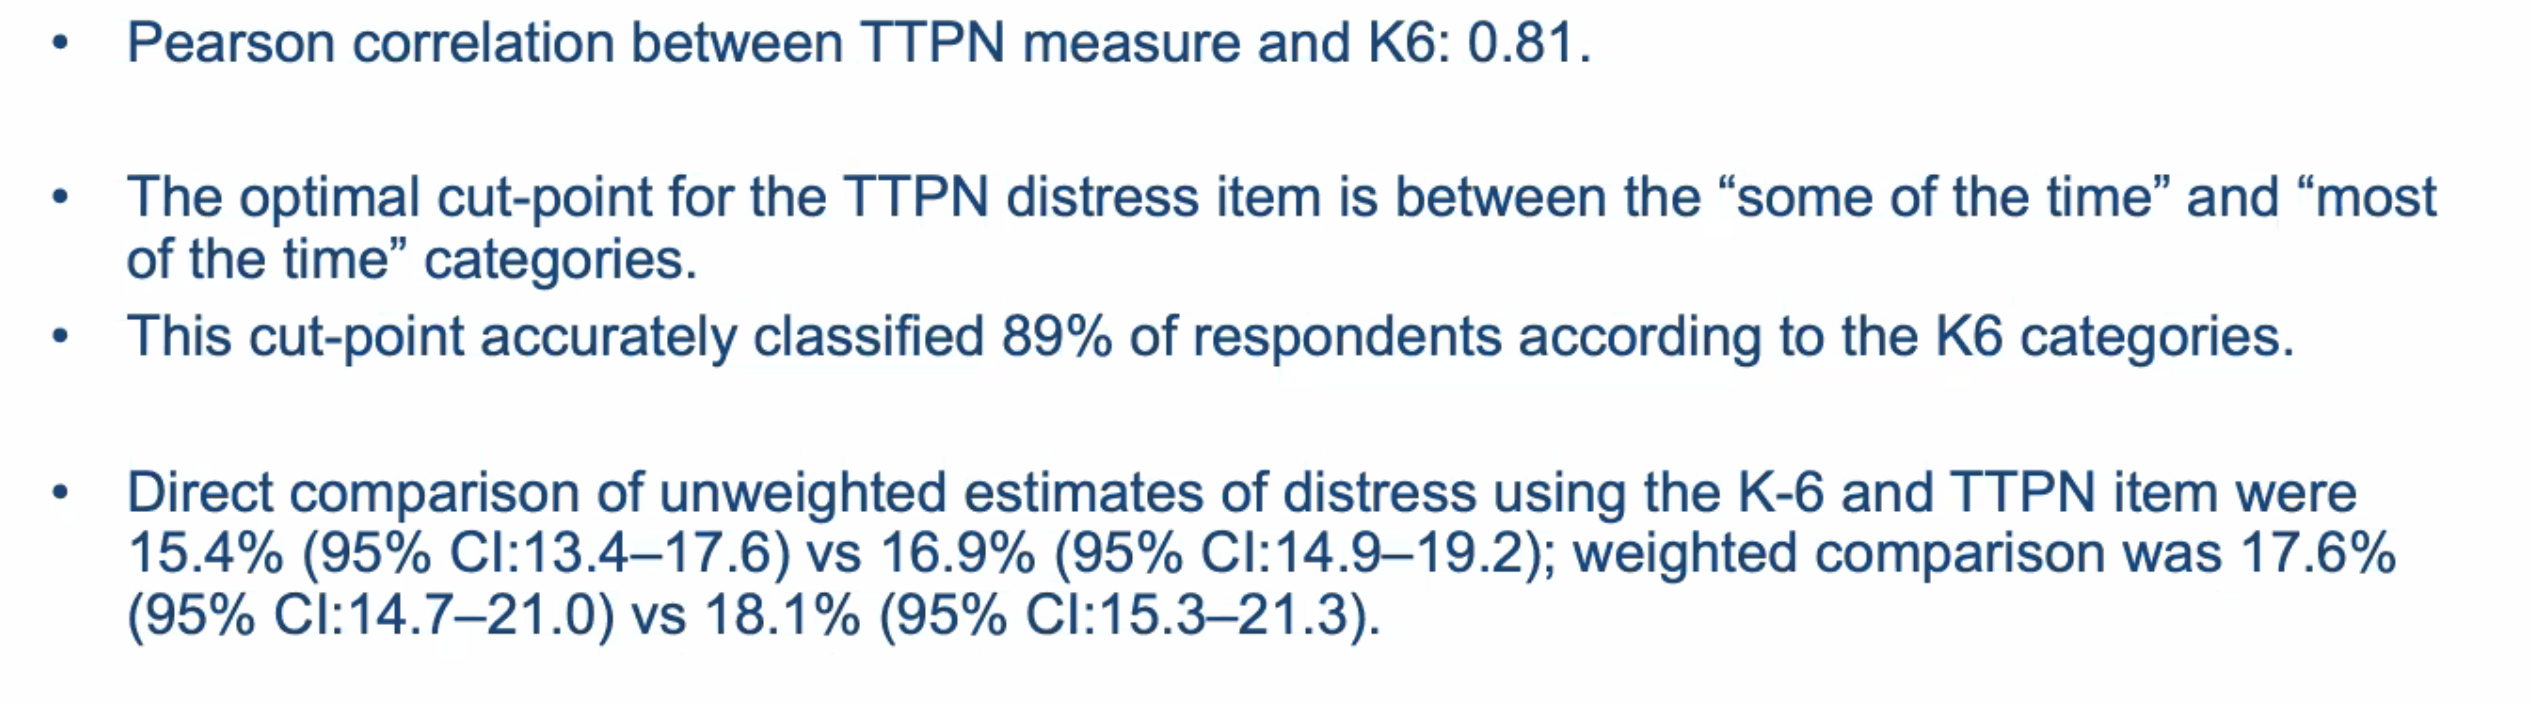 • Pearson correlation between TTPN measure and K6: 0.81.
• The optimal cut-point for the TTPN distress item is between the “some of the time” and “most
of the time” categories.
• This cut-point accurately classified 89% of respondents according to the K6 categories.
• Direct comparison of unweighted estimates of distress using the K-6 and TTPN item were
15.4% (95% CI:13.4–17.6) vs 16.9% (95% CI:14.9–19.2); weighted comparison was 17.6%
(95% CI:14.7–21.0) vs 18.1% (95% CI:15.3–21.3).